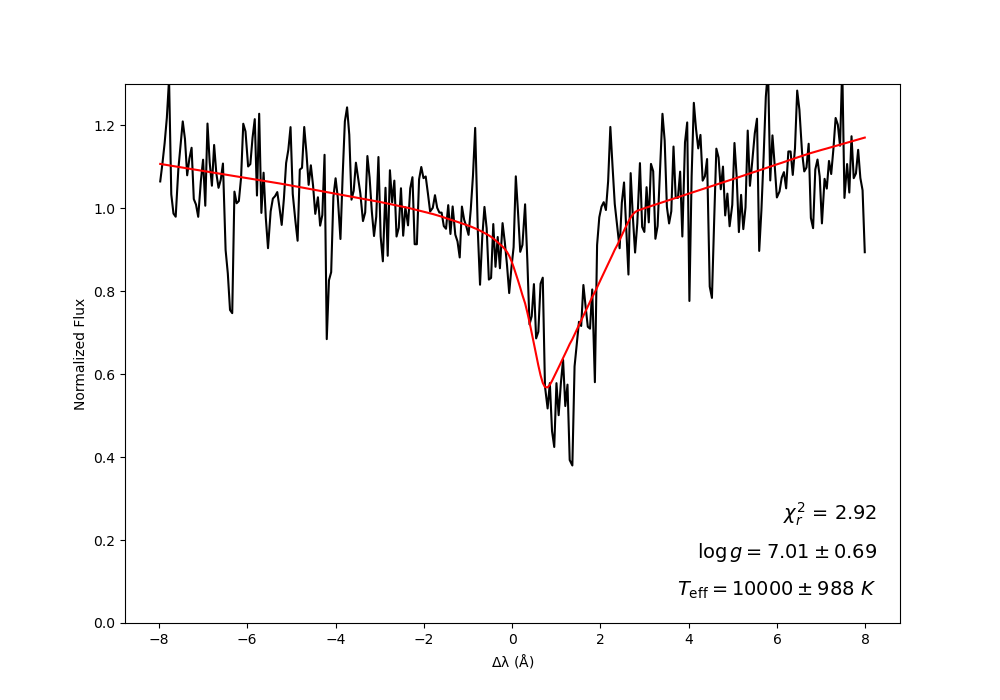 1.2
1.0
0.8
0.6
0.4
0.2
0.0
Normalized Flux
χ²ᵣ = 2.92
log g = 7.01 ± 0.69
T_eff = 10000 ± 988 K
−8 −6 −4 −2 0 2 4 6 8
Δλ (Å)